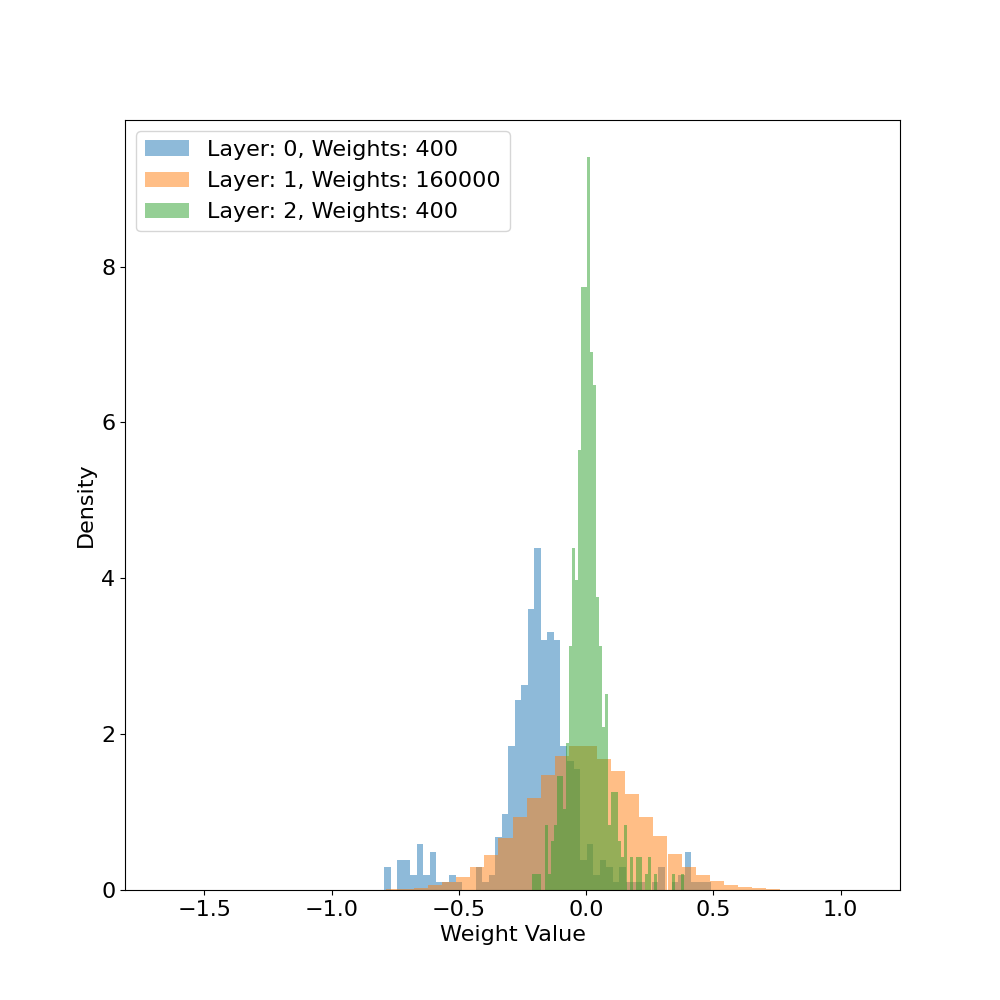 Layer: 0, Weights: 400
Layer: 1, Weights: 160000
Layer: 2, Weights: 400
Density
8
6
4
2
0
−1.5 −1.0 −0.5 0.0 0.5 1.0
Weight Value